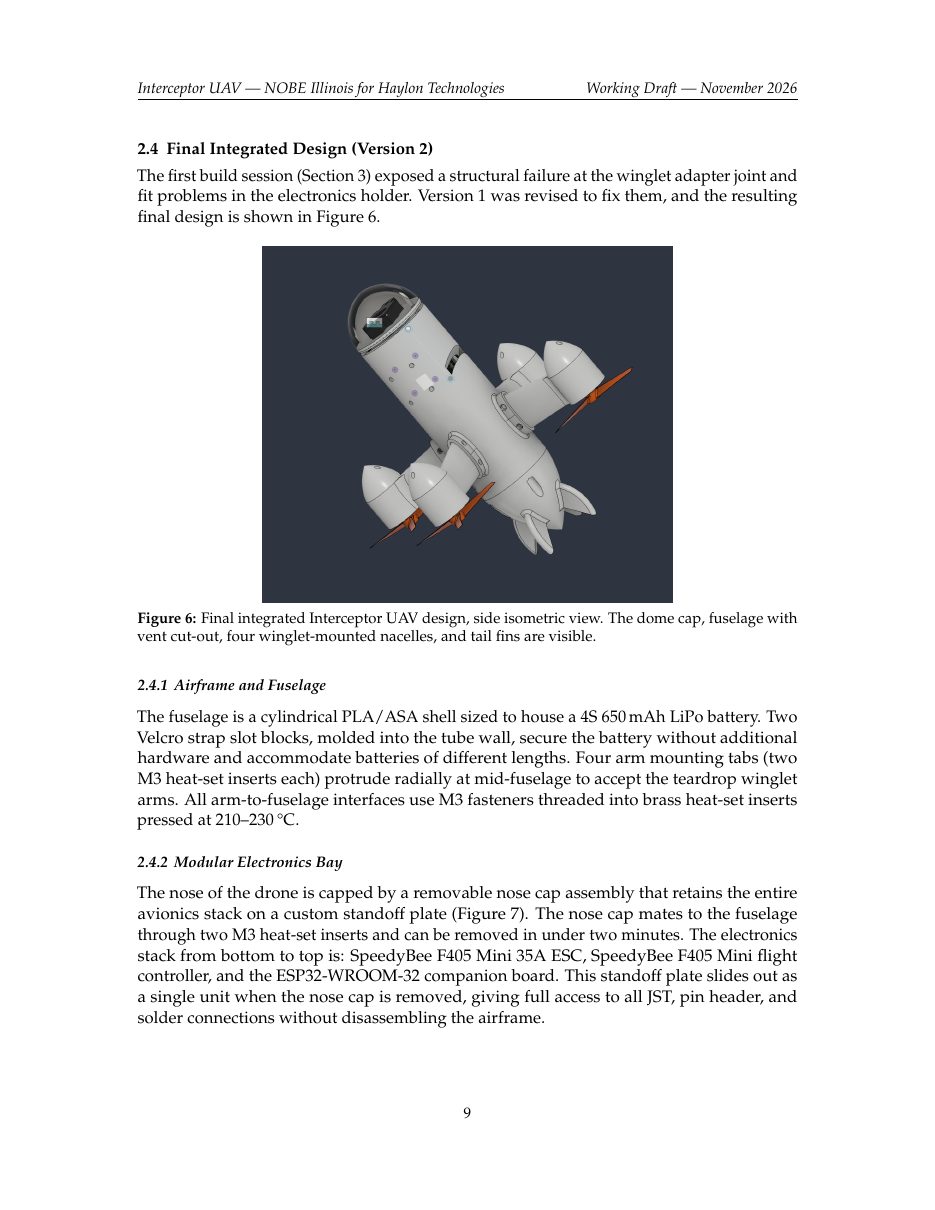 Interceptor UAV — NOBE Illinois for Haylon Technologies Working Draft — November 2026
2.4 Final Integrated Design (Version 2)
The first build session (Section 3) exposed a structural failure at the winglet adapter joint and
fit problems in the electronics holder. Version 1 was revised to fix them, and the resulting
final design is shown in Figure 6.
Figure 6: Final integrated Interceptor UAV design, side isometric view. The dome cap, fuselage with
vent cut-out, four winglet-mounted nacelles, and tail fins are visible.
2.4.1 Airframe and Fuselage
The fuselage is a cylindrical PLA/ASA shell sized to house a 4S 650 mAh LiPo battery. Two
Velcro strap slot blocks, molded into the tube wall, secure the battery without additional
hardware and accommodate batteries of different lengths. Four arm mounting tabs (two
M3 heat-set inserts each) protrude radially at mid-fuselage to accept the teardrop winglet
arms. All arm-to-fuselage interfaces use M3 fasteners threaded into brass heat-set inserts
pressed at 210–230 °C.
2.4.2 Modular Electronics Bay
The nose of the drone is capped by a removable nose cap assembly that retains the entire
avionics stack on a custom standoff plate (Figure 7). The nose cap mates to the fuselage
through two M3 heat-set inserts and can be removed in under two minutes. The electronics
stack from bottom to top is: SpeedyBee F405 Mini 35A ESC, SpeedyBee F405 Mini flight
controller, and the ESP32-WROOM-32 companion board. This standoff plate slides out as
a single unit when the nose cap is removed, giving full access to all JST, pin header, and
solder connections without disassembling the airframe.
9